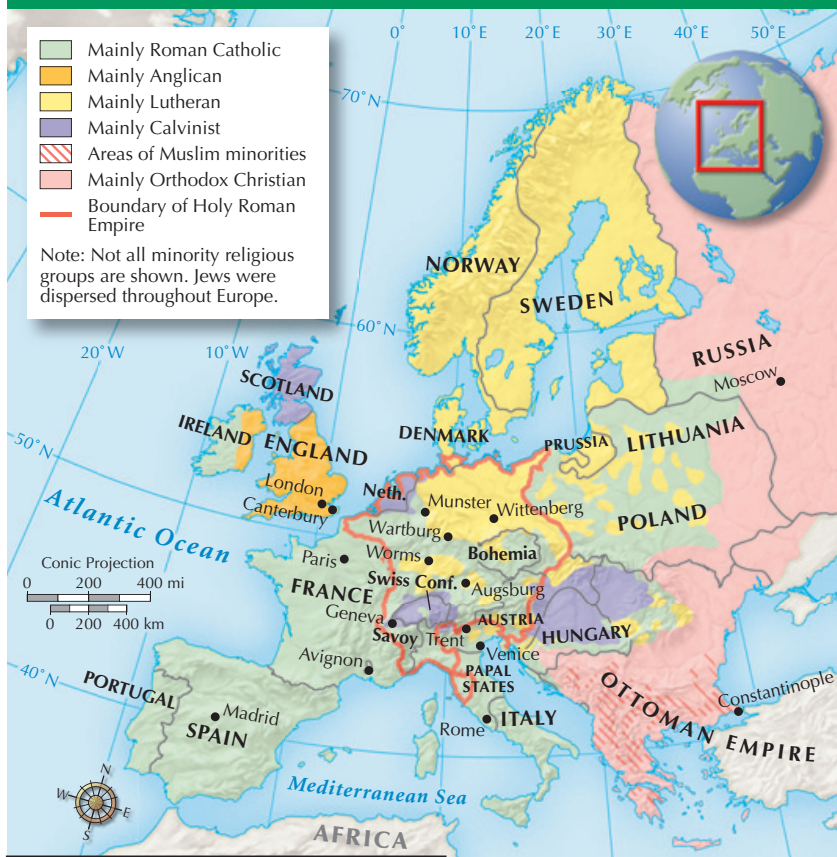 Mainly Roman Catholic
Mainly Anglican
Mainly Lutheran
Mainly Calvinist
Areas of Muslim minorities
Mainly Orthodox Christian
Boundary of Holy Roman
Empire
Note: Not all minority religious
groups are shown. Jews were
dispersed throughout Europe.
0°
10°E
20°E
30°E
40°E
50°E
70°N
60°N
20°W
10°W
50°N
40°N
NORWAY
SWEDEN
RUSSIA
Moscow
SCOTLAND
IRELAND
ENGLAND
London
Canterbury
DENMARK
PRUSSIA
LITHUANIA
Neth.
Munster
Wittenberg
POLAND
Wartburg
Worms
Bohemia
Paris
Swiss Conf.
Augsburg
FRANCE
Geneva
AUSTRIA
HUNGARY
Savoy
Trent
Venice
Avignon
PAPAL
STATES
PORTUGAL
Madrid
SPAIN
Rome
ITALY
OTTOMAN EMPIRE
Constantinople
Atlantic Ocean
Conic Projection
0 200 400 mi
0 200 400 km
Mediterranean Sea
AFRICA
N
W
E
S